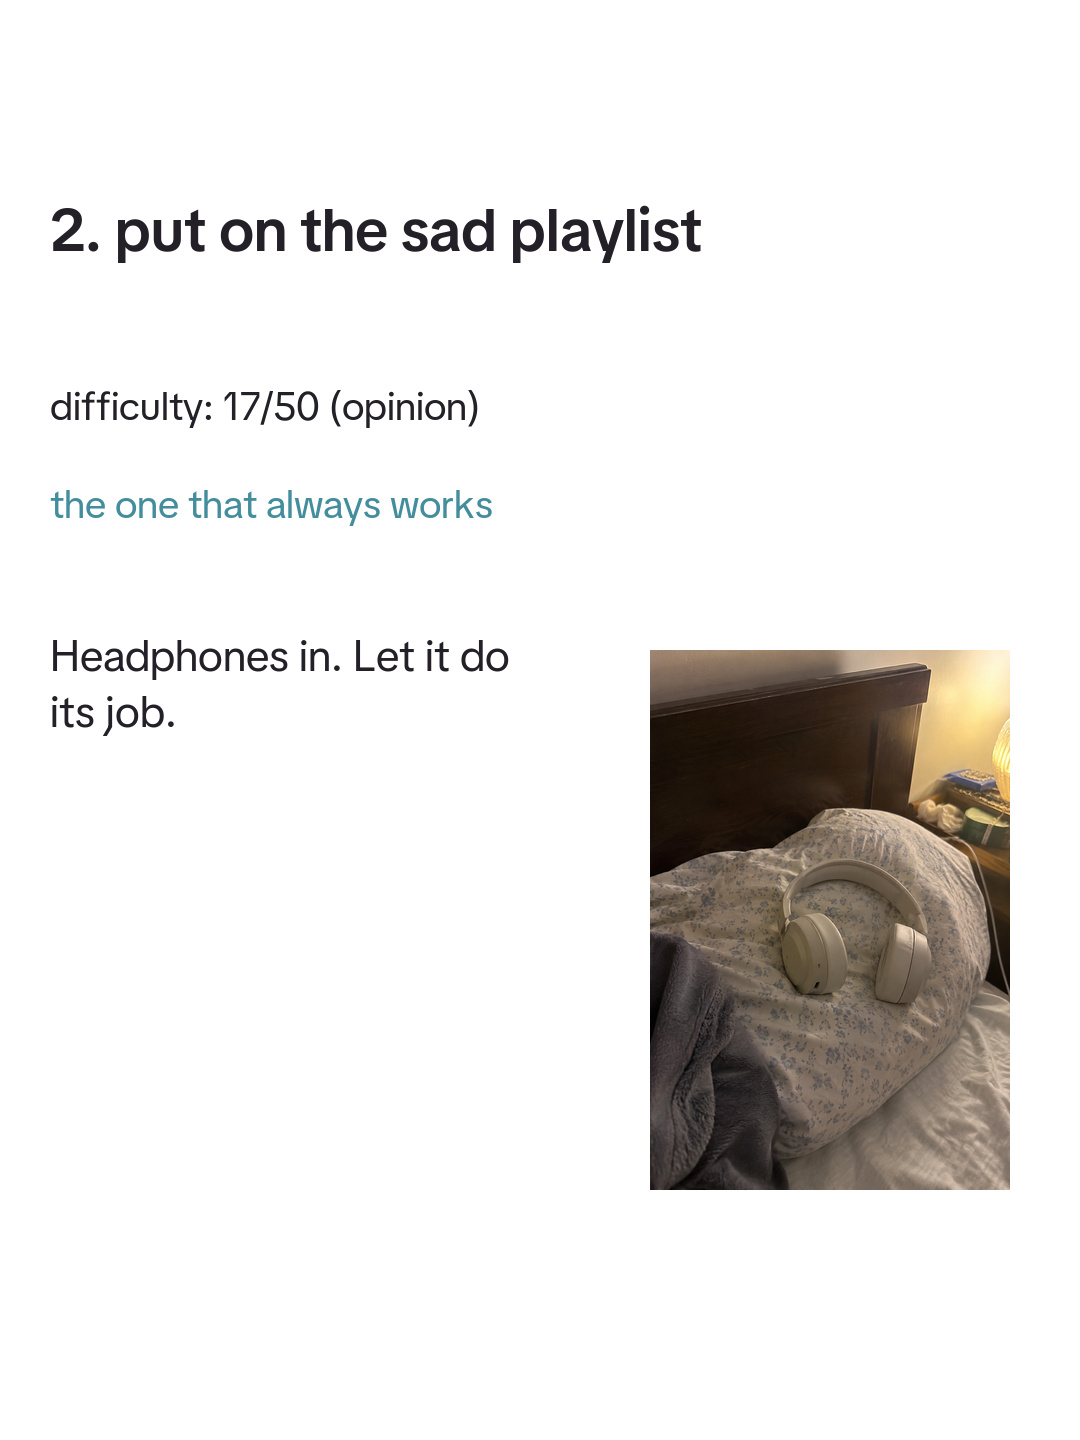 2. put on the sad playlist
difficulty: 17/50 (opinion)
the one that always works
Headphones in. Let it do
its job.